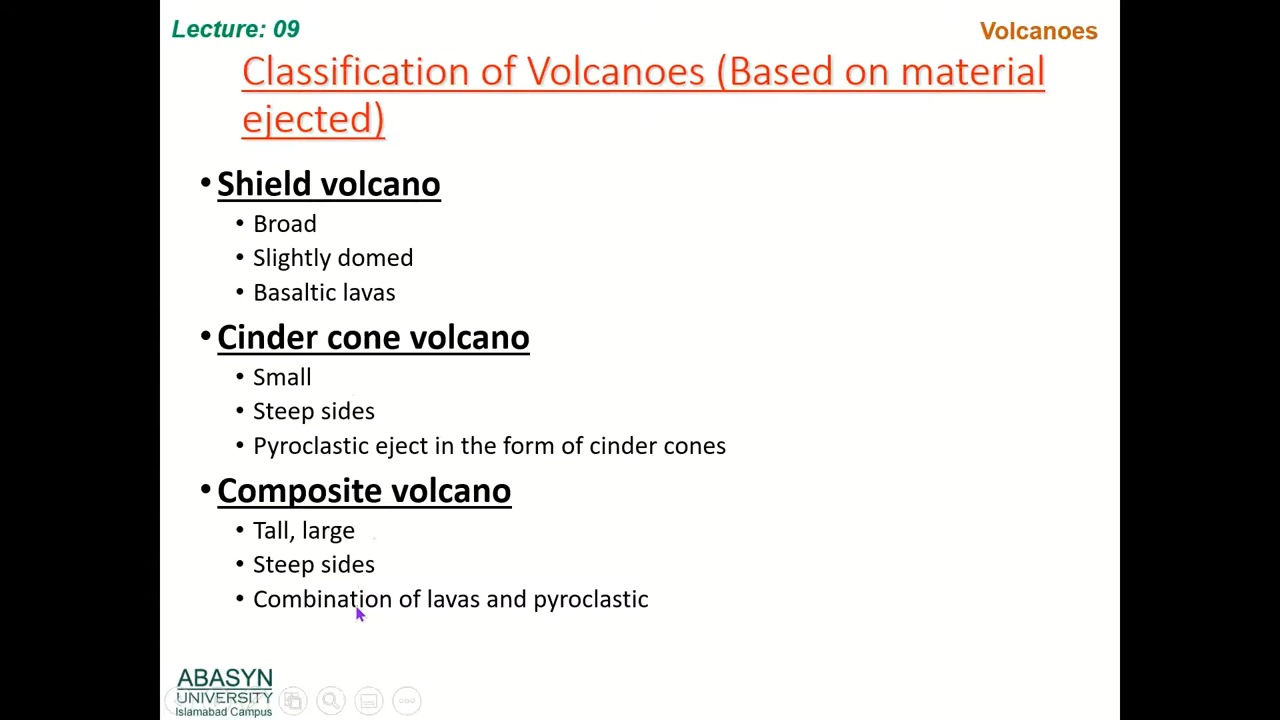 Lecture: 09
Volcanoes
Classification of Volcanoes (Based on material
ejected)
• Shield volcano
• Broad
• Slightly domed
• Basaltic lavas
• Cinder cone volcano
• Small
• Steep sides
• Pyroclastic eject in the form of cinder cones
• Composite volcano
• Tall, large
• Steep sides
• Combination of lavas and pyroclastic
ABASYN
UNIVERSITY
Islamabad Campus